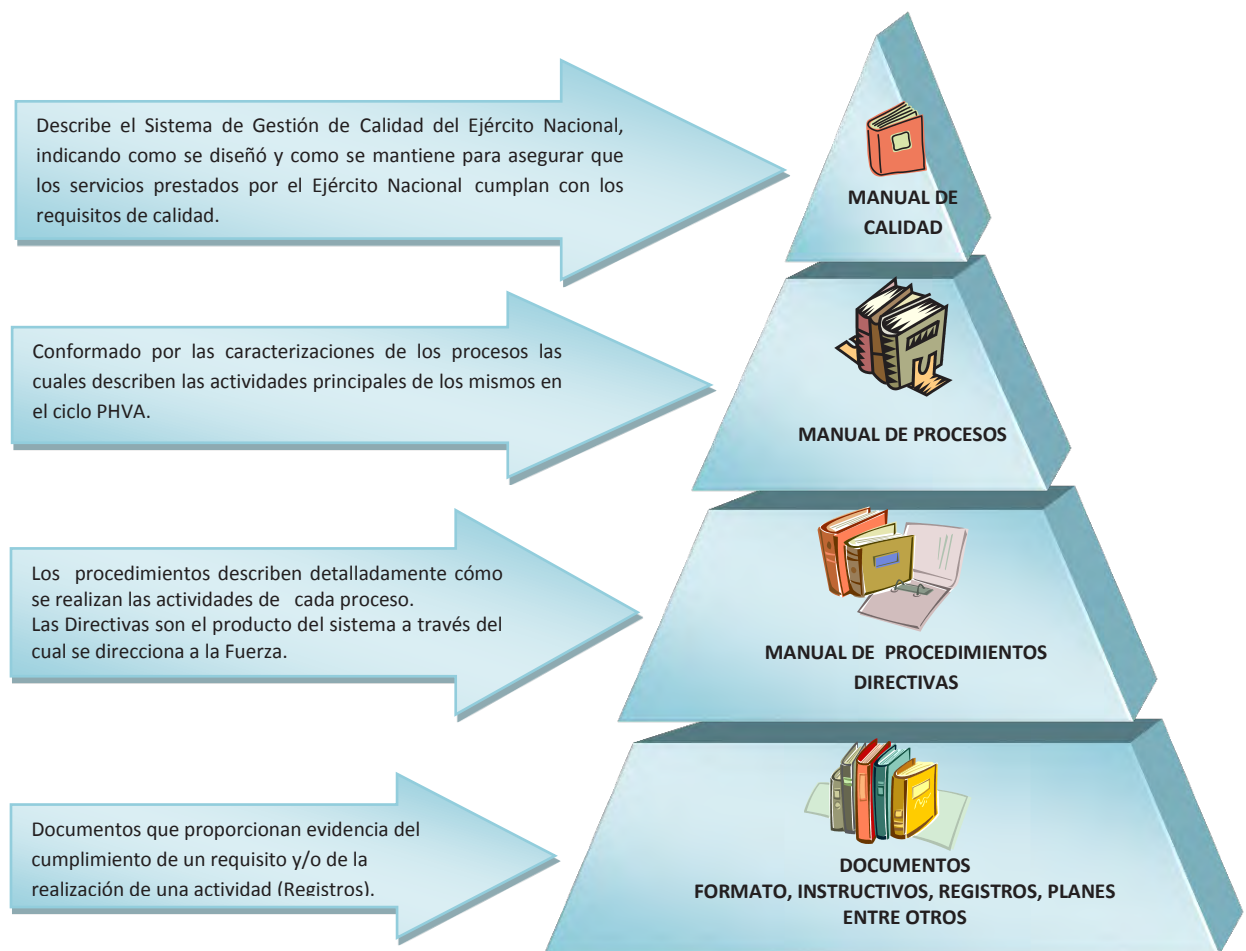 Describe el Sistema de Gestión de Calidad del Ejército Nacional,
indicando como se diseñó y como se mantiene para asegurar que
los servicios prestados por el Ejército Nacional cumplan con los
requisitos de calidad.
MANUAL DE
CALIDAD
Conformado por las caracterizaciones de los procesos las
cuales describen las actividades principales de los mismos en
el ciclo PHVA.
MANUAL DE PROCESOS
Los procedimientos describen detalladamente cómo
se realizan las actividades de cada proceso.
Las Directivas son el producto del sistema a través del
cual se direcciona a la Fuerza.
MANUAL DE PROCEDIMIENTOS
DIRECTIVAS
Documentos que proporcionan evidencia del
cumplimiento de un requisito y/o de la
realización de una actividad (Registros).
DOCUMENTOS
FORMATO, INSTRUCTIVOS, REGISTROS, PLANES
ENTRE OTROS